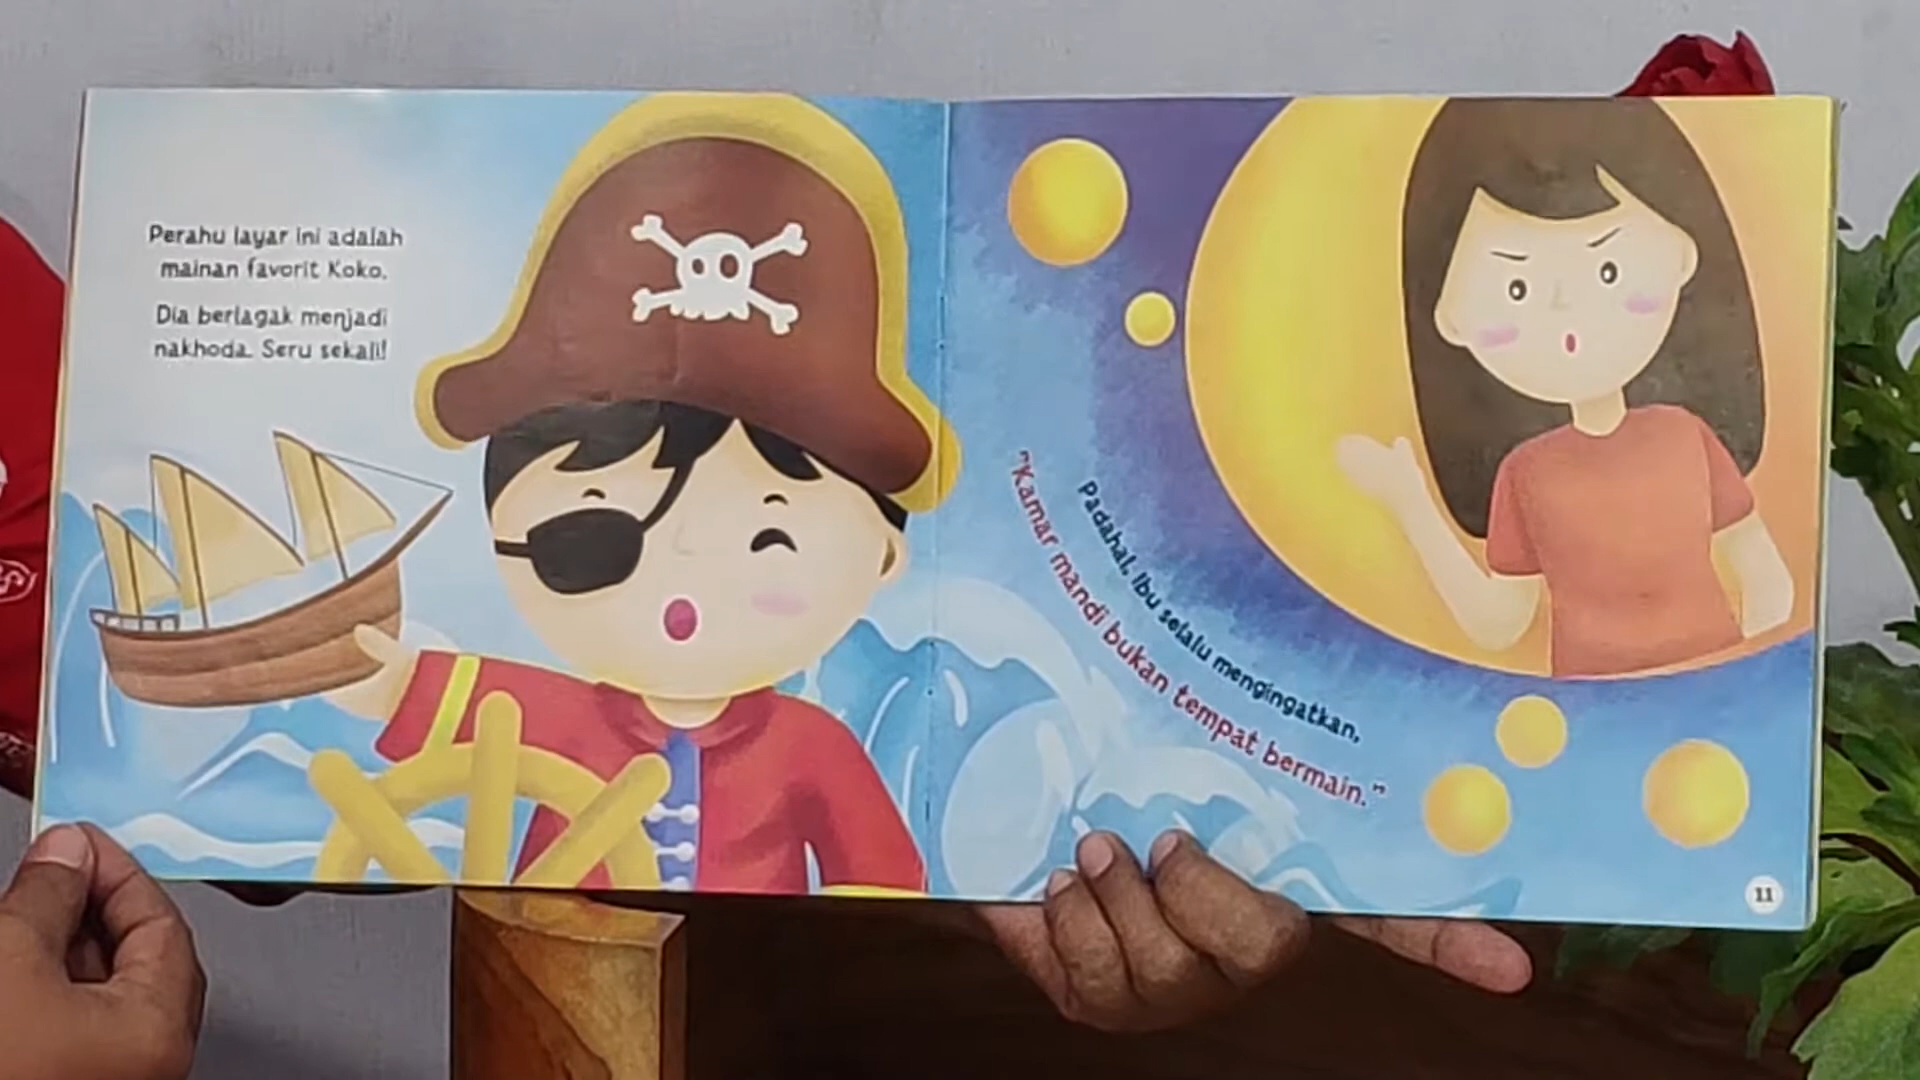 Perahu layar ini adalah
mainan favorit Koko.
Dia berlagak menjadi
nakhoda. Seru sekali!
Padahal, Ibu selalu mengingatkan,
"Kamar mandi bukan tempat bermain."
11